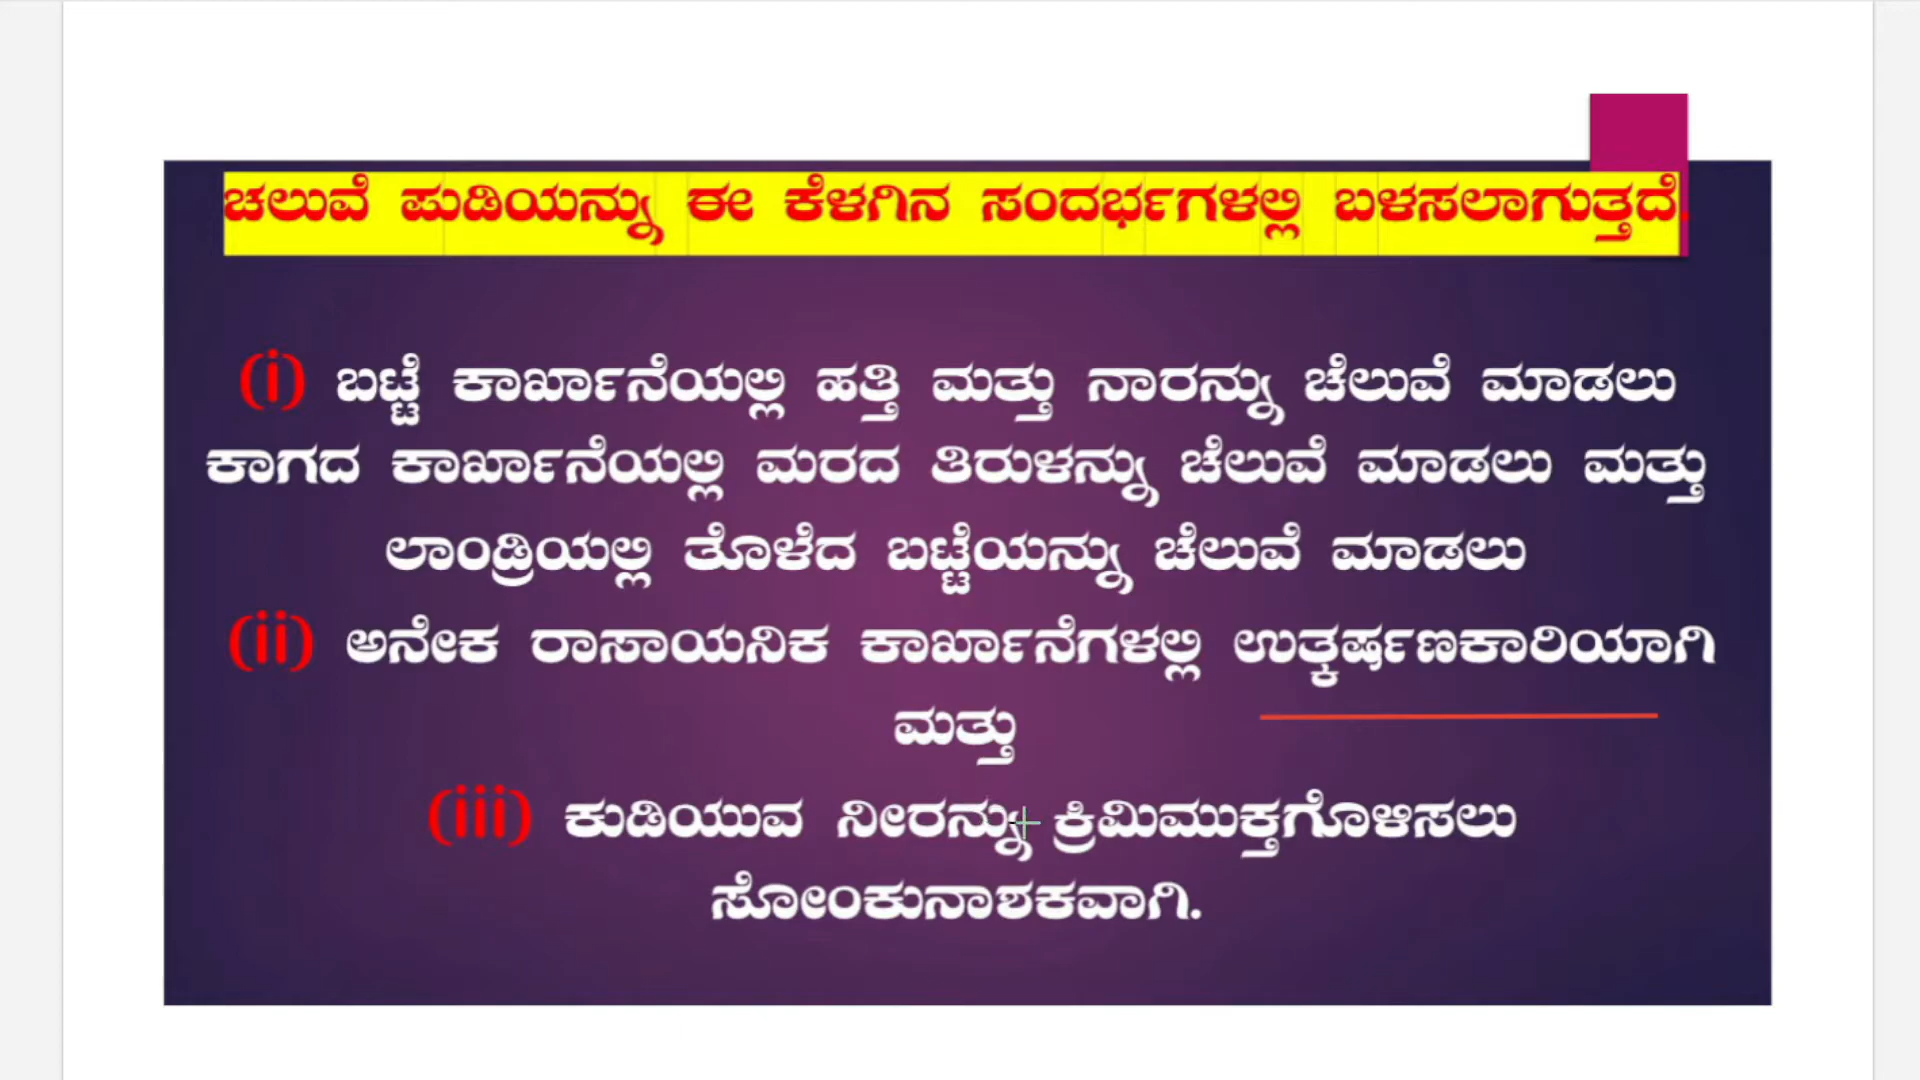 ಚಲುವೆ ಪುಡಿಯನ್ನು ಈ ಕೆಳಗಿನ ಸಂದರ್ಭಗಳಲ್ಲಿ ಬಳಸಲಾಗುತ್ತದೆ.
(i) ಬಟ್ಟೆ ಕಾರ್ಖಾನೆಯಲ್ಲಿ ಹತ್ತಿ ಮತ್ತು ನಾರನ್ನು ಚೆಲುವೆ ಮಾಡಲು
ಕಾಗದ ಕಾರ್ಖಾನೆಯಲ್ಲಿ ಮರದ ತಿರುಳನ್ನು ಚೆಲುವೆ ಮಾಡಲು ಮತ್ತು
ಲಾಂಡ್ರಿಯಲ್ಲಿ ತೊಳೆದ ಬಟ್ಟೆಯನ್ನು ಚೆಲುವೆ ಮಾಡಲು
(ii) ಅನೇಕ ರಾಸಾಯನಿಕ ಕಾರ್ಖಾನೆಗಳಲ್ಲಿ ಉತ್ಕರ್ಷಣಕಾರಿಯಾಗಿ
ಮತ್ತು
(iii) ಕುಡಿಯುವ ನೀರನ್ನು ಕ್ರಿಮಿಮುಕ್ತಗೊಳಿಸಲು
ಸೋಂಕುನಾಶಕವಾಗಿ.